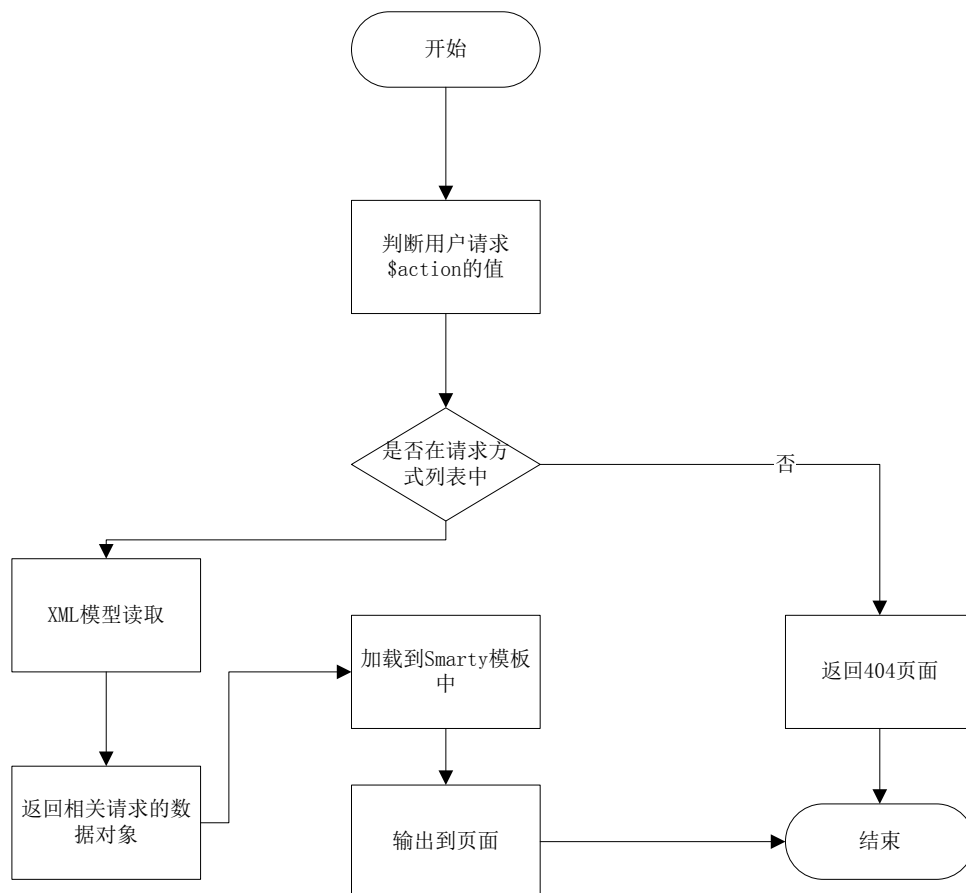 开始
判断用户请求
$action的值
是否在请求方
式列表中
否
XML模型读取
加载到Smarty模板
中
返回404页面
返回相关请求的数
据对象
输出到页面
结束